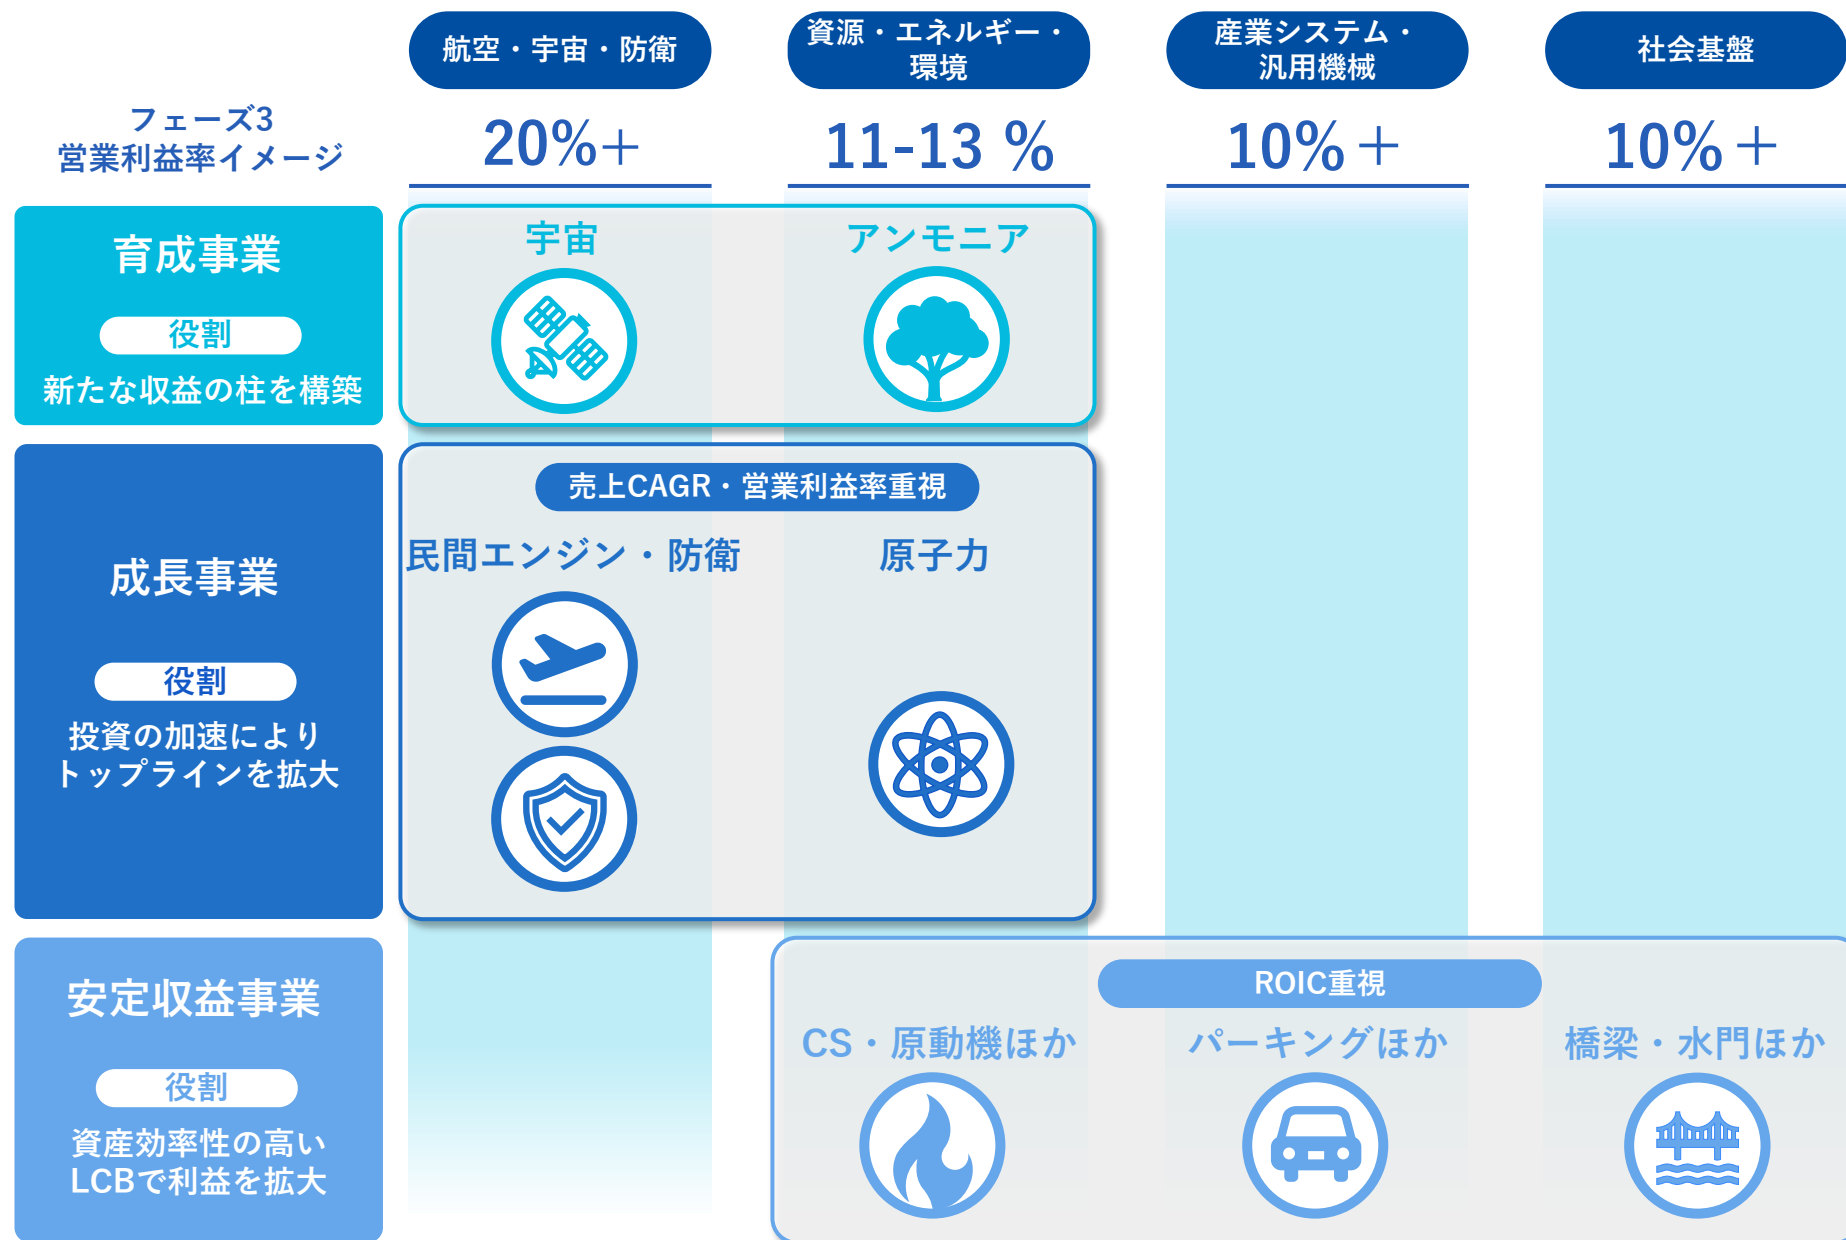 航空・宇宙・防衛
資源・エネルギー・
環境
産業システム・
汎用機械
社会基盤
フェーズ3
営業利益率イメージ
20%＋
11-13 %
10%＋
10%＋
育成事業
役割
新たな収益の柱を構築
宇宙
アンモニア
成長事業
役割
投資の加速により
トップラインを拡大
売上CAGR・営業利益率重視
民間エンジン・防衛
原子力
安定収益事業
役割
資産効率性の高い
LCBで利益を拡大
ROIC重視
CS・原動機ほか
パーキングほか
橋梁・水門ほか